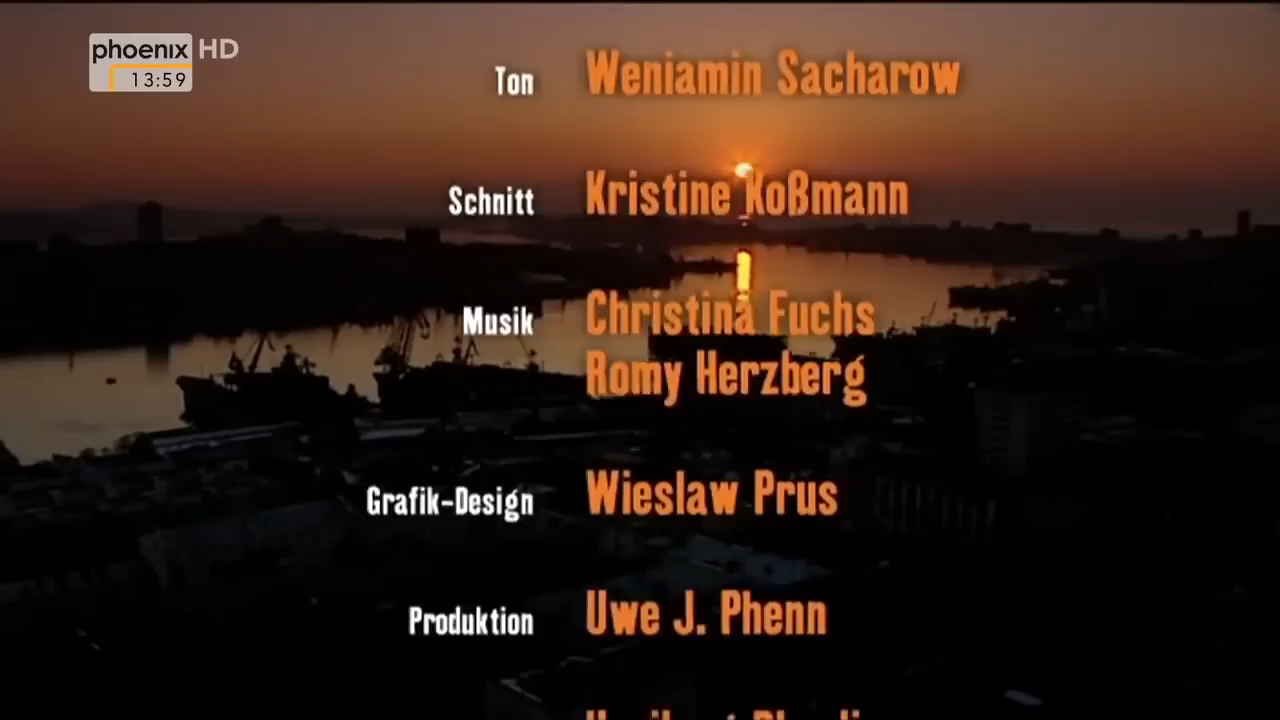 phoenix HD
13:59
Ton Weniamin Sacharow
Schnitt Kristine Koßmann
Musik Christina Fuchs
Romy Herzberg
Grafik-Design Wieslaw Prus
Produktion Uwe J. Phenn